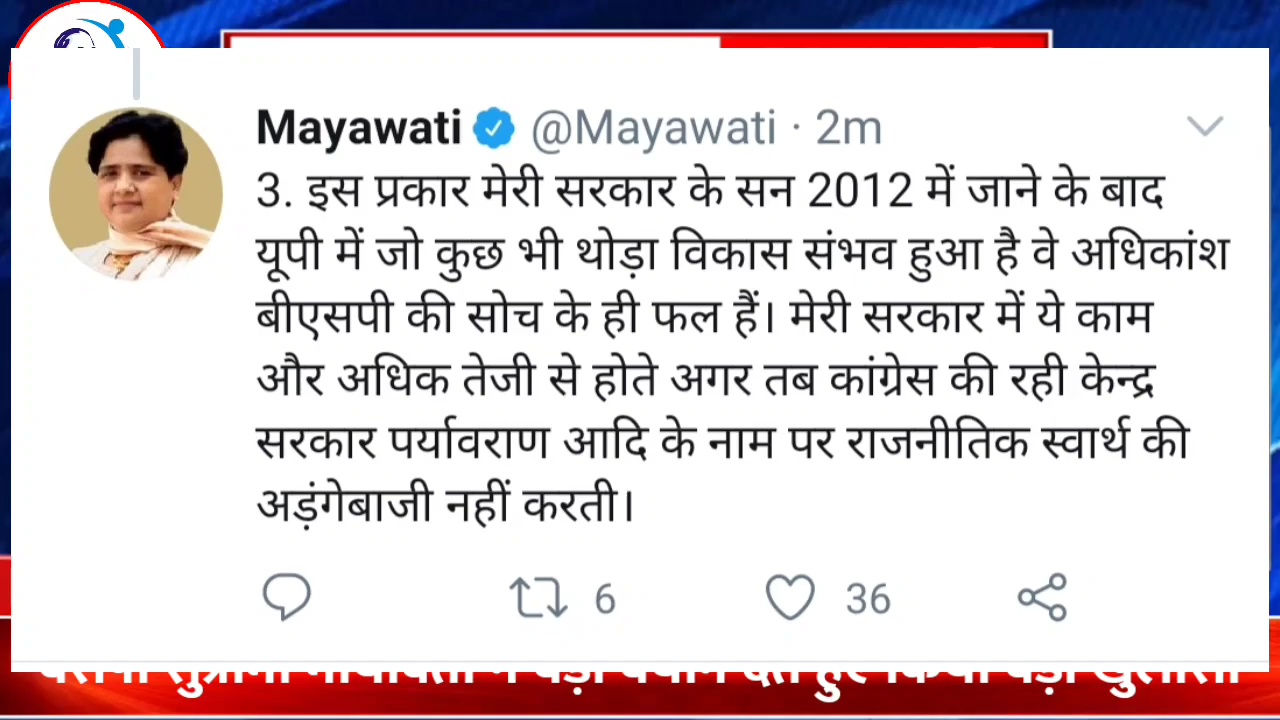 Mayawati @Mayawati · 2m
3. इस प्रकार मेरी सरकार के सन 2012 में जाने के बाद
यूपी में जो कुछ भी थोड़ा विकास संभव हुआ है वे अधिकांश
बीएसपी की सोच के ही फल हैं। मेरी सरकार में ये काम
और अधिक तेजी से होते अगर तब कांग्रेस की रही केन्द्र
सरकार पर्यावराण आदि के नाम पर राजनीतिक स्वार्थ की
अड़ंगेबाजी नहीं करती।
6 36